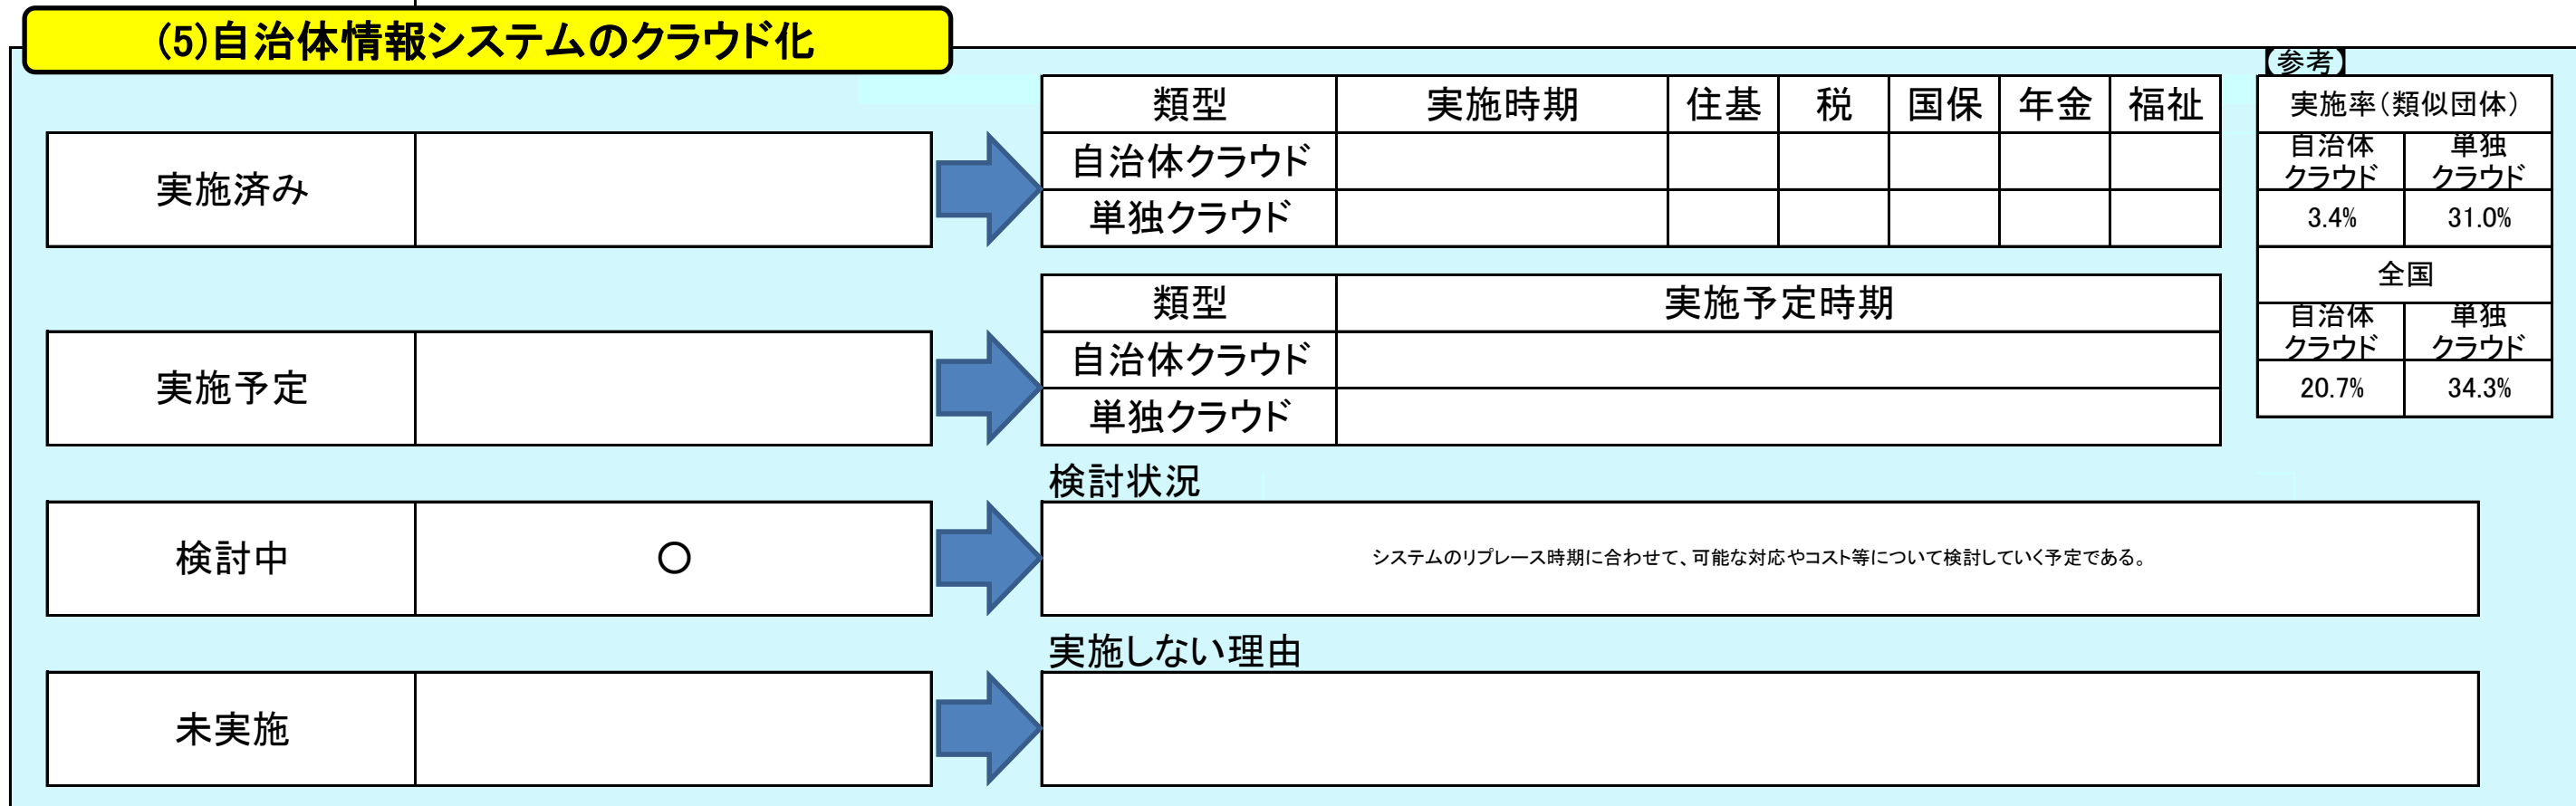 (5)自治体情報システムのクラウド化
【参考】
類型 実施時期 住基 税 国保 年金 福祉
実施済み
自治体クラウド
単独クラウド
実施率(類似団体)
自治体
クラウド
単独
クラウド
3.4% 31.0%
全国
自治体
クラウド
単独
クラウド
20.7% 34.3%
類型 実施予定時期
実施予定
自治体クラウド
単独クラウド
検討状況
検討中 〇
システムのリプレース時期に合わせて、可能な対応やコスト等について検討していく予定である。
実施しない理由
未実施